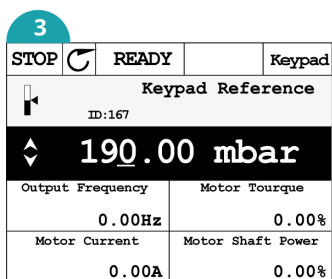 3
STOP READY Keypad
Keypad Reference
ID:167
190.00 mbar
Output Frequency Motor Tourque
0.00Hz 0.00%
Motor Current Motor Shaft Power
0.00A 0.00%